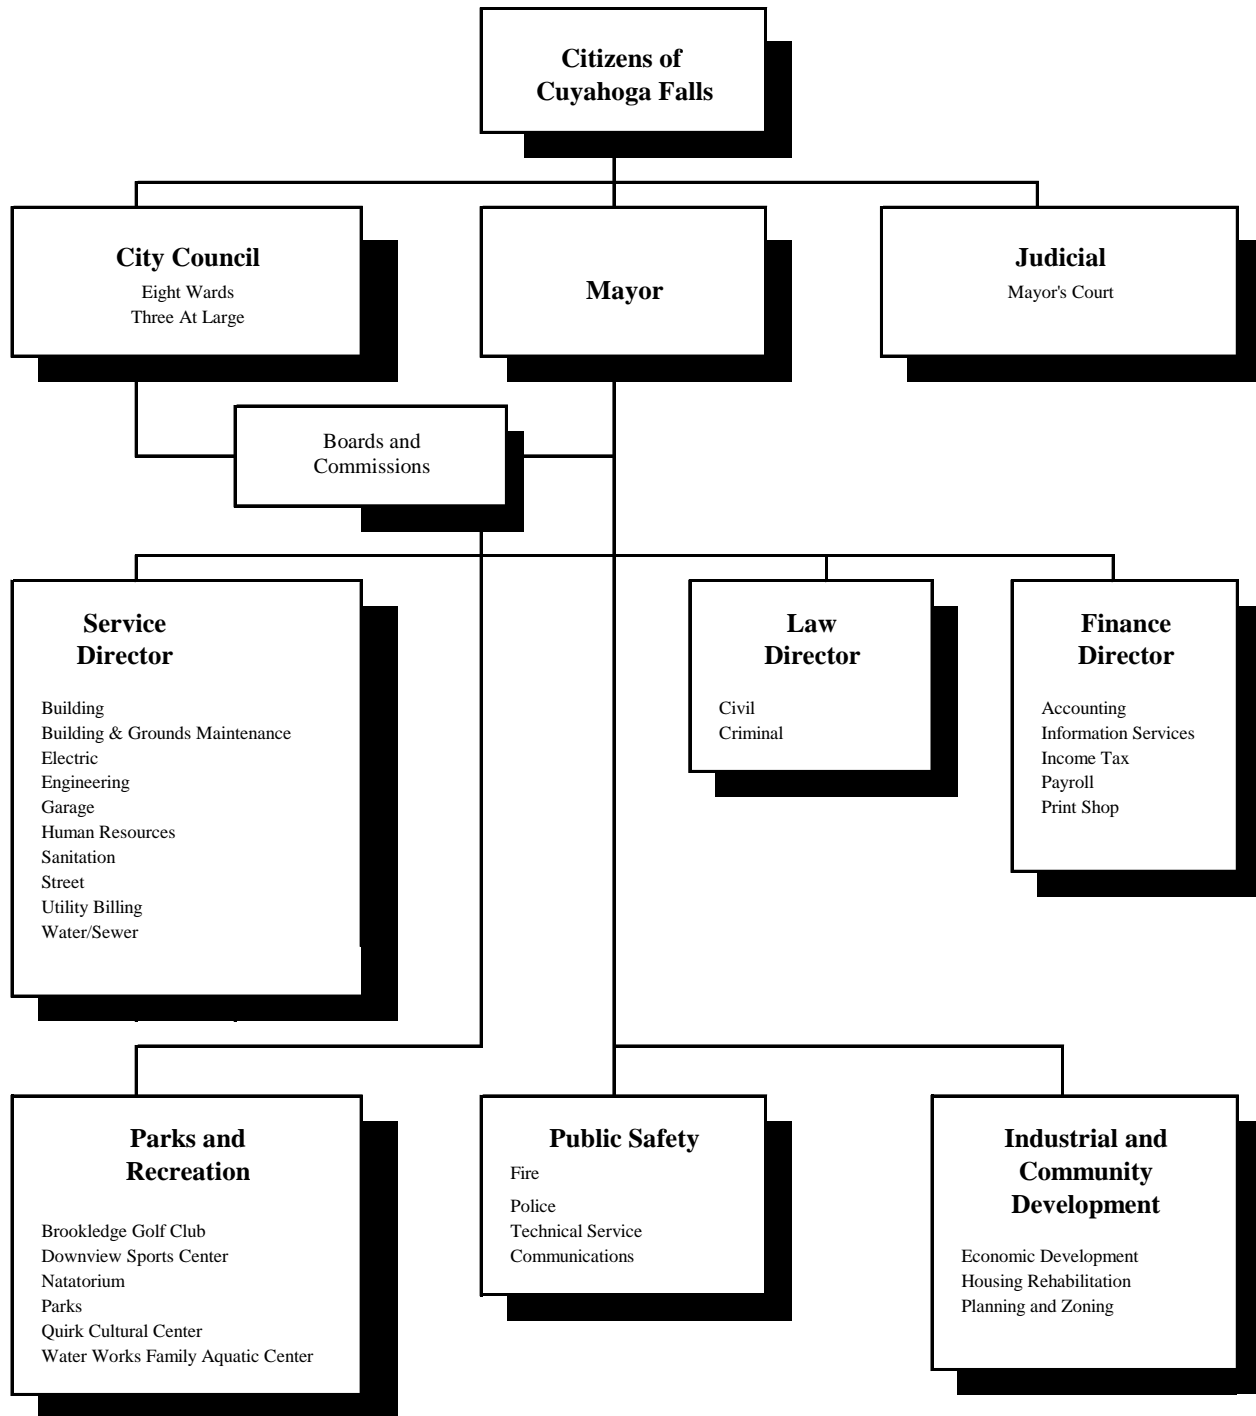 Citizens of
Cuyahoga Falls
City Council
Eight Wards
Three At Large
Mayor
Judicial
Mayor's Court
Boards and
Commissions
Service
Director
Building
Building & Grounds Maintenance
Electric
Engineering
Garage
Human Resources
Sanitation
Street
Utility Billing
Water/Sewer
Law
Director
Civil
Criminal
Finance
Director
Accounting
Information Services
Income Tax
Payroll
Print Shop
Parks and
Recreation
Brookledge Golf Club
Downview Sports Center
Natatorium
Parks
Quirk Cultural Center
Water Works Family Aquatic Center
Public Safety
Fire
Police
Technical Service
Communications
Industrial and
Community
Development
Economic Development
Housing Rehabilitation
Planning and Zoning